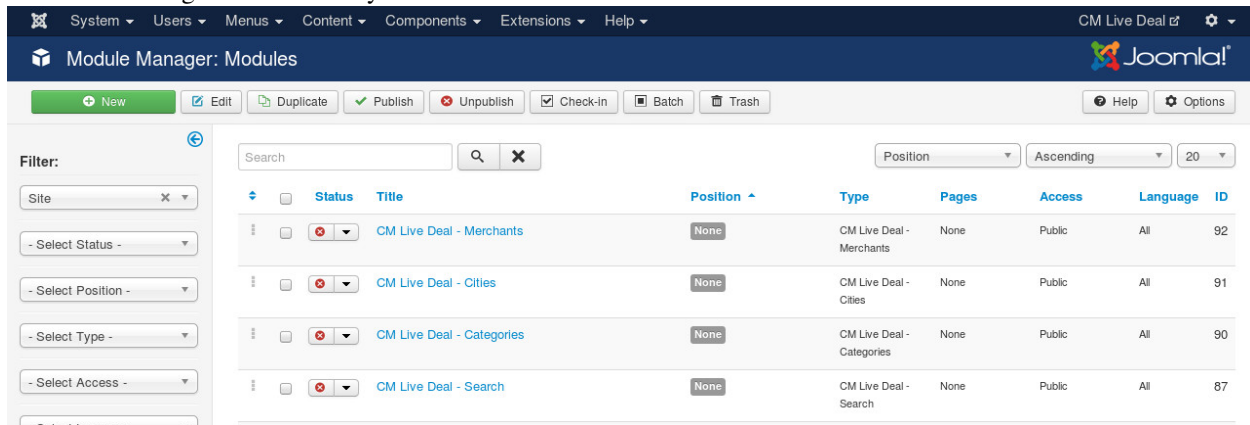 System Users Menus Content Components Extensions Help CM Live Deal
Module Manager: Modules Joomla!
New Edit Duplicate Publish Unpublish Check-in Batch Trash Help Options
Filter:
Search Position Ascending 20
Site
Status Title Position Type Pages Access Language ID
- Select Status -
CM Live Deal - Merchants None CM Live Deal - None Public All 92
Merchants
- Select Position -
CM Live Deal - Cities None CM Live Deal - None Public All 91
Cities
- Select Type -
CM Live Deal - Categories None CM Live Deal - None Public All 90
Categories
- Select Access -
CM Live Deal - Search None CM Live Deal - None Public All 87
Search